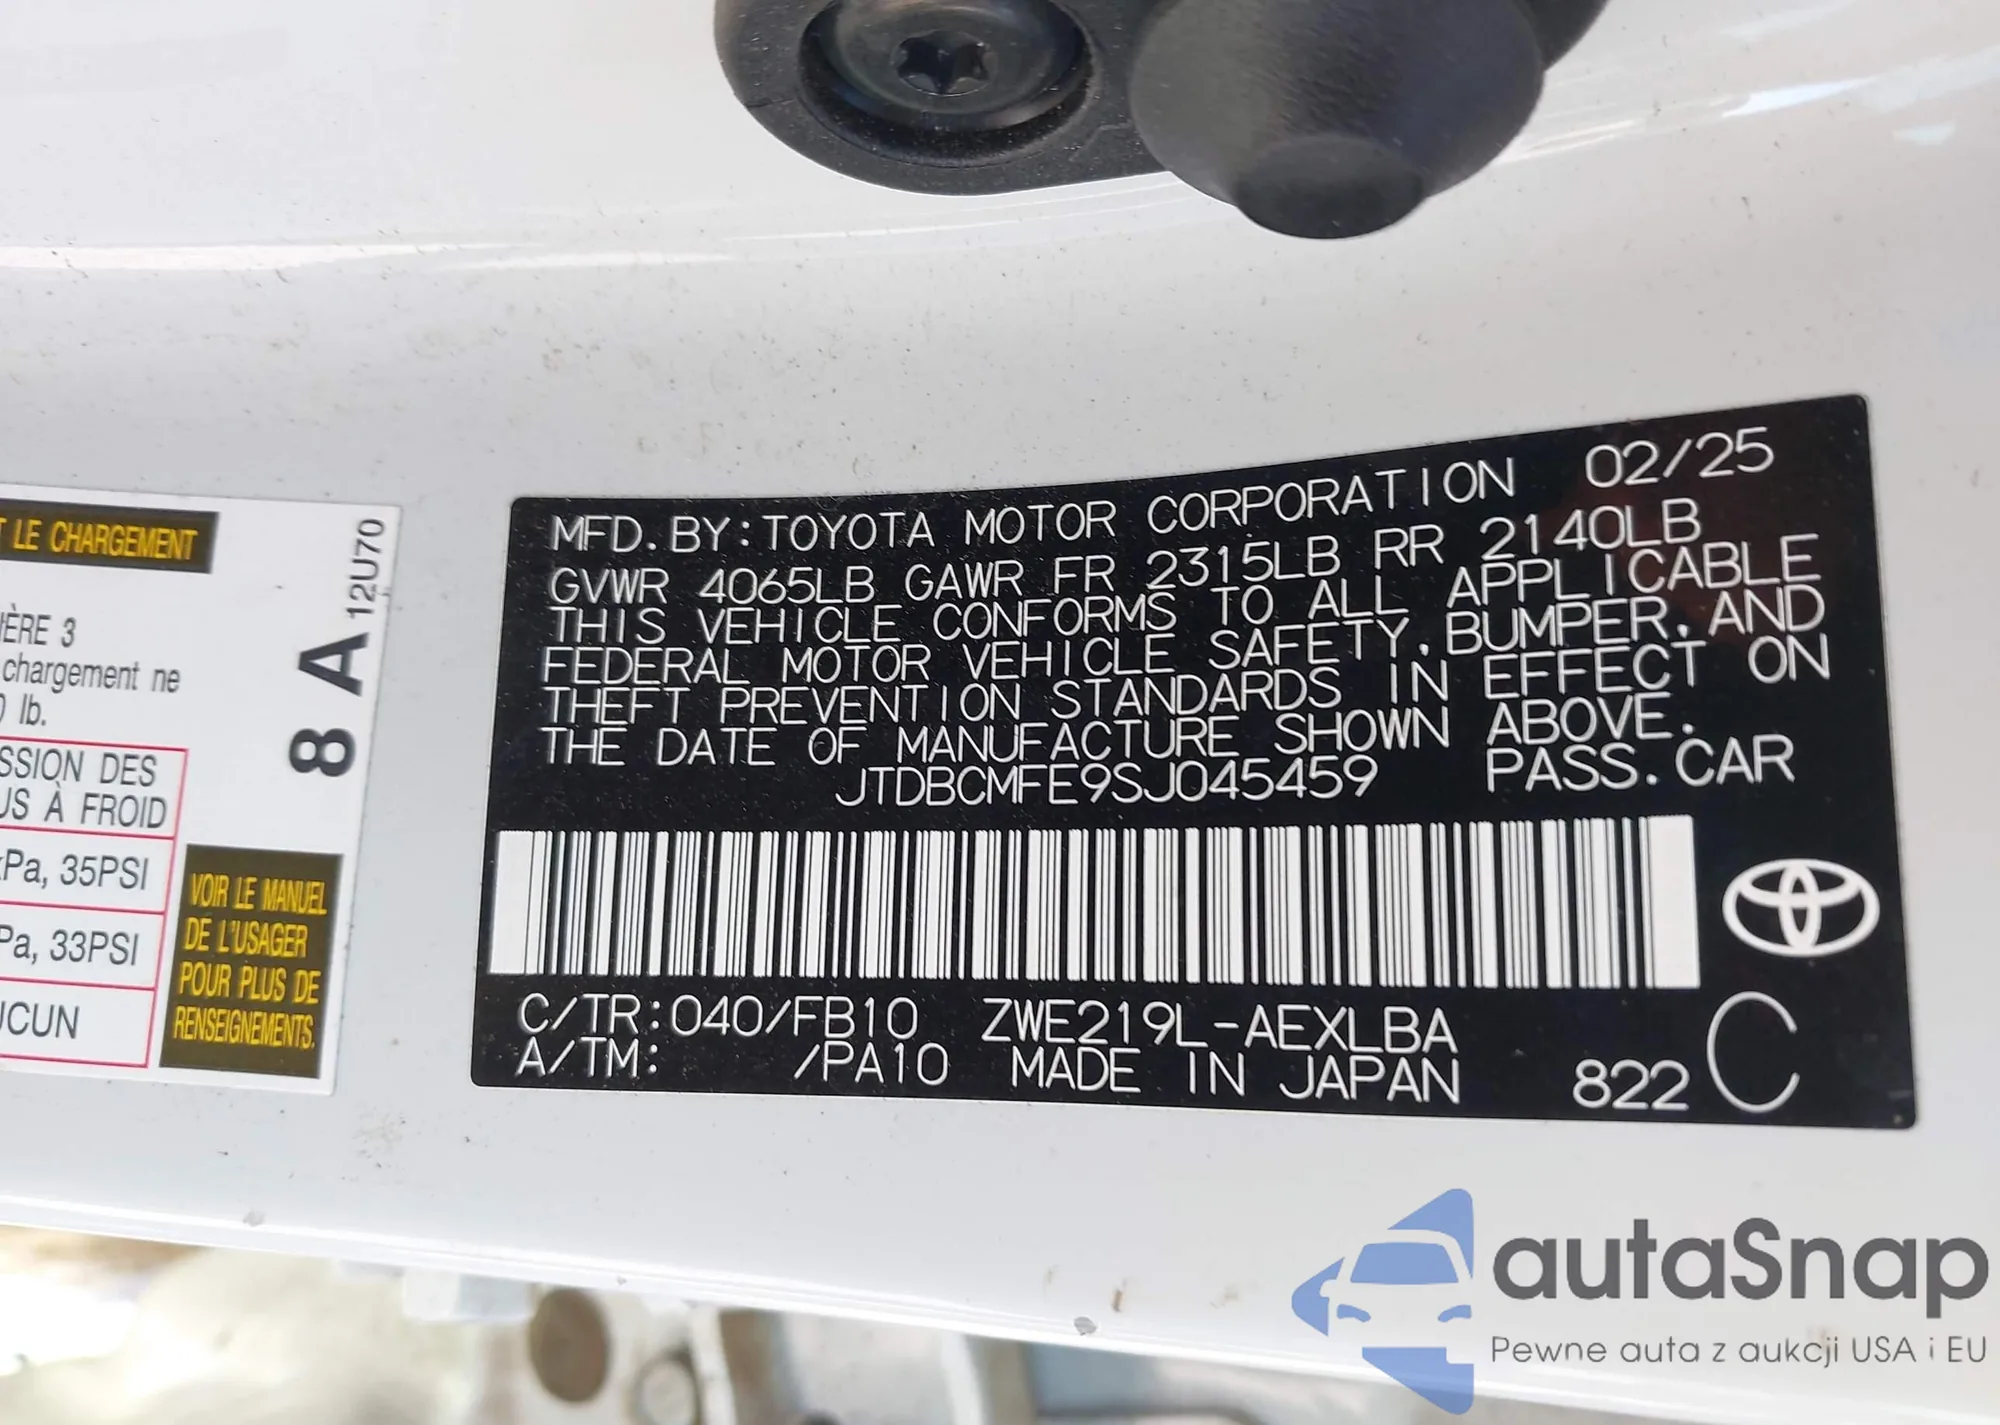 T LE CHARGEMENT
8 A 12U70
IÈRE 3
chargement ne
0 lb.
SSION DES
US À FROID
kPa, 35PSI
Pa, 33PSI
UCUN
VOIR LE MANUEL
DE L'USAGER
POUR PLUS DE
RENSEIGNEMENTS.
MFD.BY:TOYOTA MOTOR CORPORATION 02/25
GVWR 4065LB GAWR FR 2315LB RR 2140LB
THIS VEHICLE CONFORMS TO ALL APPLICABLE
FEDERAL MOTOR VEHICLE SAFETY,BUMPER,AND
THEFT PREVENTION STANDARDS IN EFFECT ON
THE DATE OF MANUFACTURE SHOWN ABOVE.
JTDBCMFE9SJ045459 PASS.CAR
C/TR:040/FB10 ZWE219L-AEXLBA
A/TM: /PA10 MADE IN JAPAN 822 C
autaSnap
Pewne auta z aukcji USA i EU